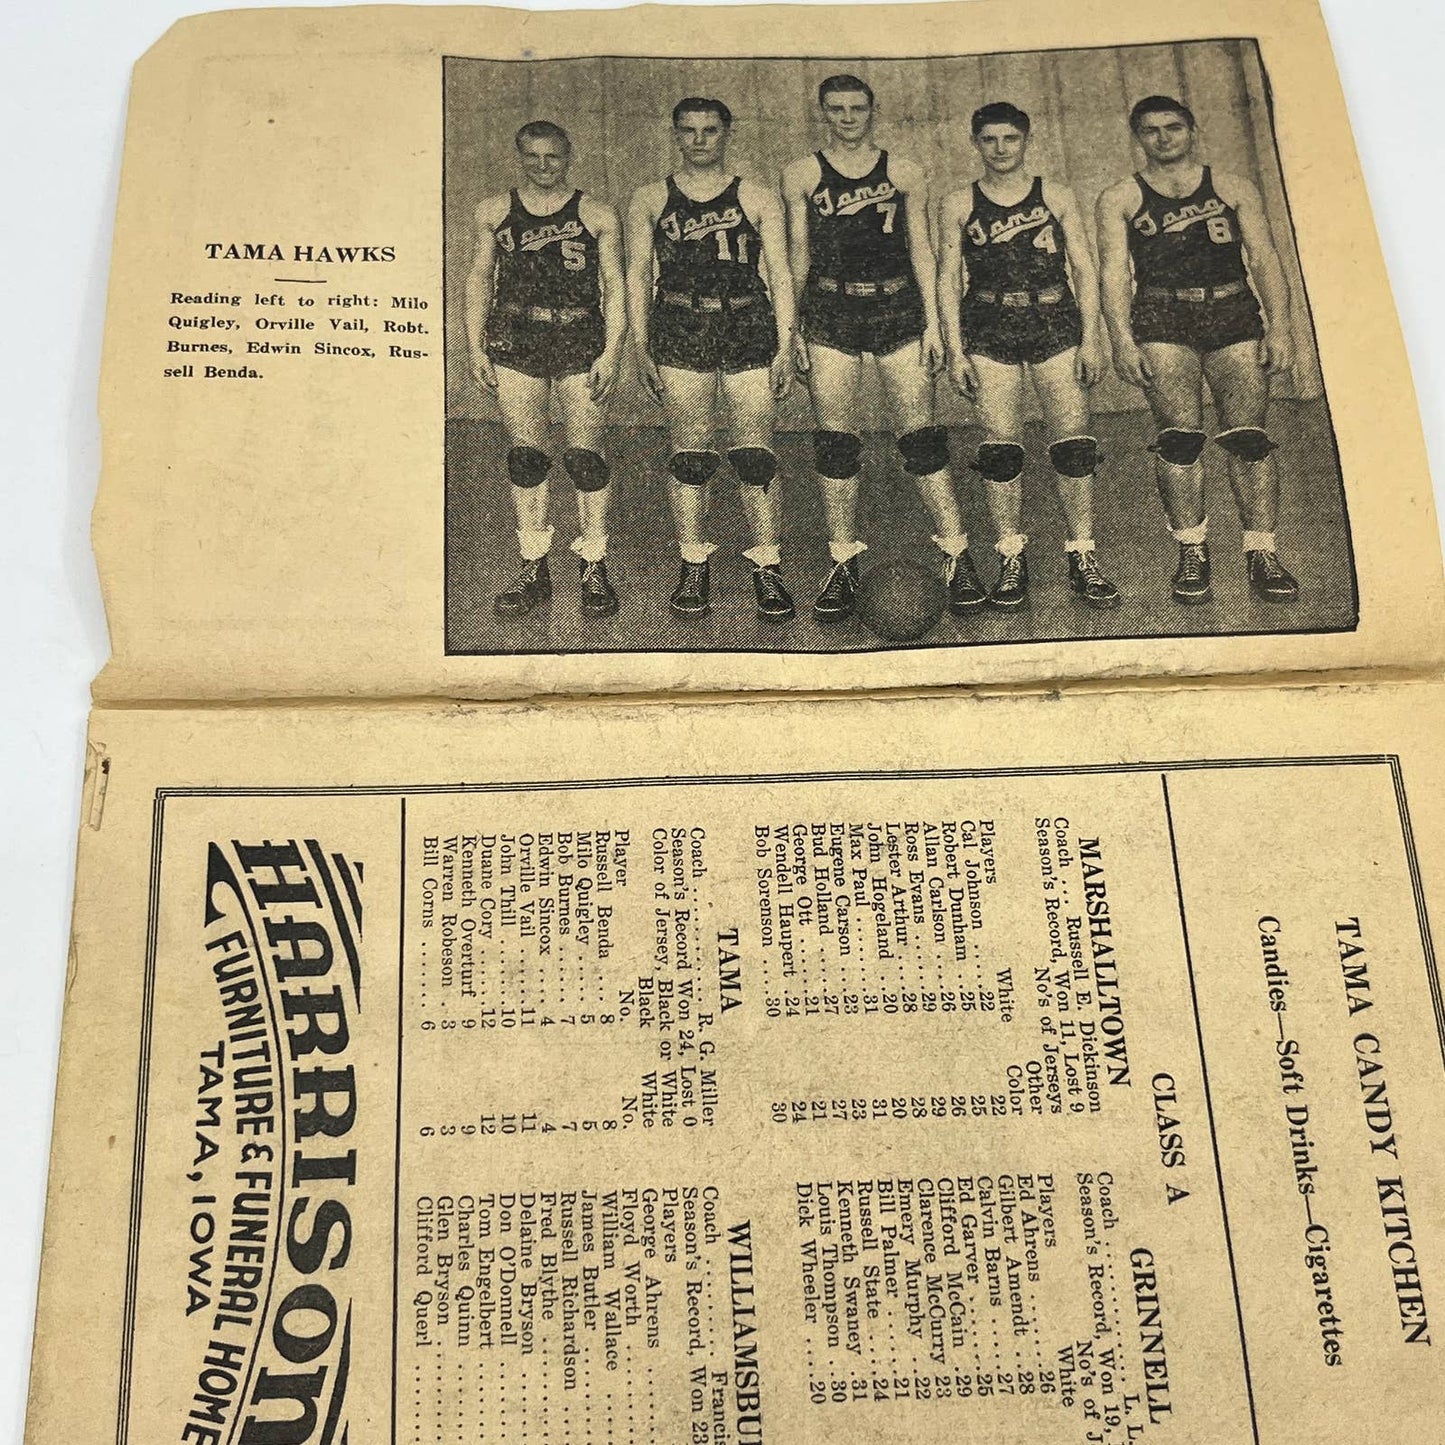 TAMA HAWKS
Reading left to right: Milo
Quigley, Orville Vail, Robt.
Burnes, Edwin Sincox, Rus-
sell Benda.
Tama
5
Tama
11
Tama
7
Tama
4
Tama
8
TAMA CANDY KITCHEN
Candies—Soft Drinks—Cigarettes
CLASS A
MARSHALLTOWN
Coach ... Russell E. Dickinson
Season's Record, Won 11, Lost 9
No's of Jerseys
Other
Players White Color
Cal Johnson .....22 22
Robert Dunham ..25 25
Allan Carlson ....26 26
Ross Evans ......29 29
Lester Arthur ....28 28
John Hogeland ...20 20
Max Paul ........31 31
Eugene Carson ...23 23
Bud Holland .....27 27
George Ott ......21 21
Wendell Haupert .24 24
Bob Sorenson ....30 30
GRINNELL
Coach ............ L. L.
Season's Record, Won 19,
No's of J
Players White
Ed Ahrens .......26
Gilbert Amendt ..28
Calvin Barns .....27
Ed Garver .......25
Clifford McCain .29
Clarence McCurry 23
Emery Murphy ..22
Bill Palmer ......21
Russell State ....24
Kenneth Swaney 31
Louis Thompson .30
Dick Wheeler ....20
TAMA
Coach ............ R. G. Miller
Season's Record Won 24, Lost 0
Color of Jersey, Black or White
Black White
Player No. No.
Russell Benda .... 8 8
Milo Quigley ..... 5 5
Bob Burnes ...... 7 7
Edwin Sincox .... 4 4
Orville Vail ......11 11
John Thill .......10 10
Duane Cory ......12 12
Kenneth Overturf 9 9
Warren Robeson . 3 3
Bill Corns ....... 6 6
WILLIAMSBU
Coach .......... Francis
Season's Record, Won 23
Players
George Ahrens
Floyd Worth
William Wallace
James Butler
Russell Richardson
Fred Blythe
Delaine Bryson
Don O'Donnell
Tom Engelbert
Charles Quinn
Glen Bryson
Clifford Querl
HARRISON
FURNITURE & FUNERAL HOME
TAMA, IOWA